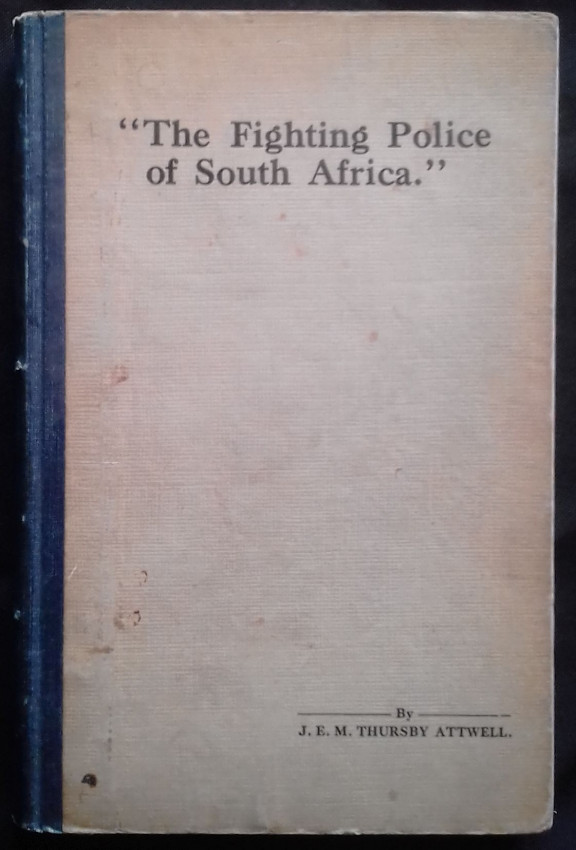 “The Fighting Police
of South Africa.”
By
J. E. M. THURSBY ATTWELL.